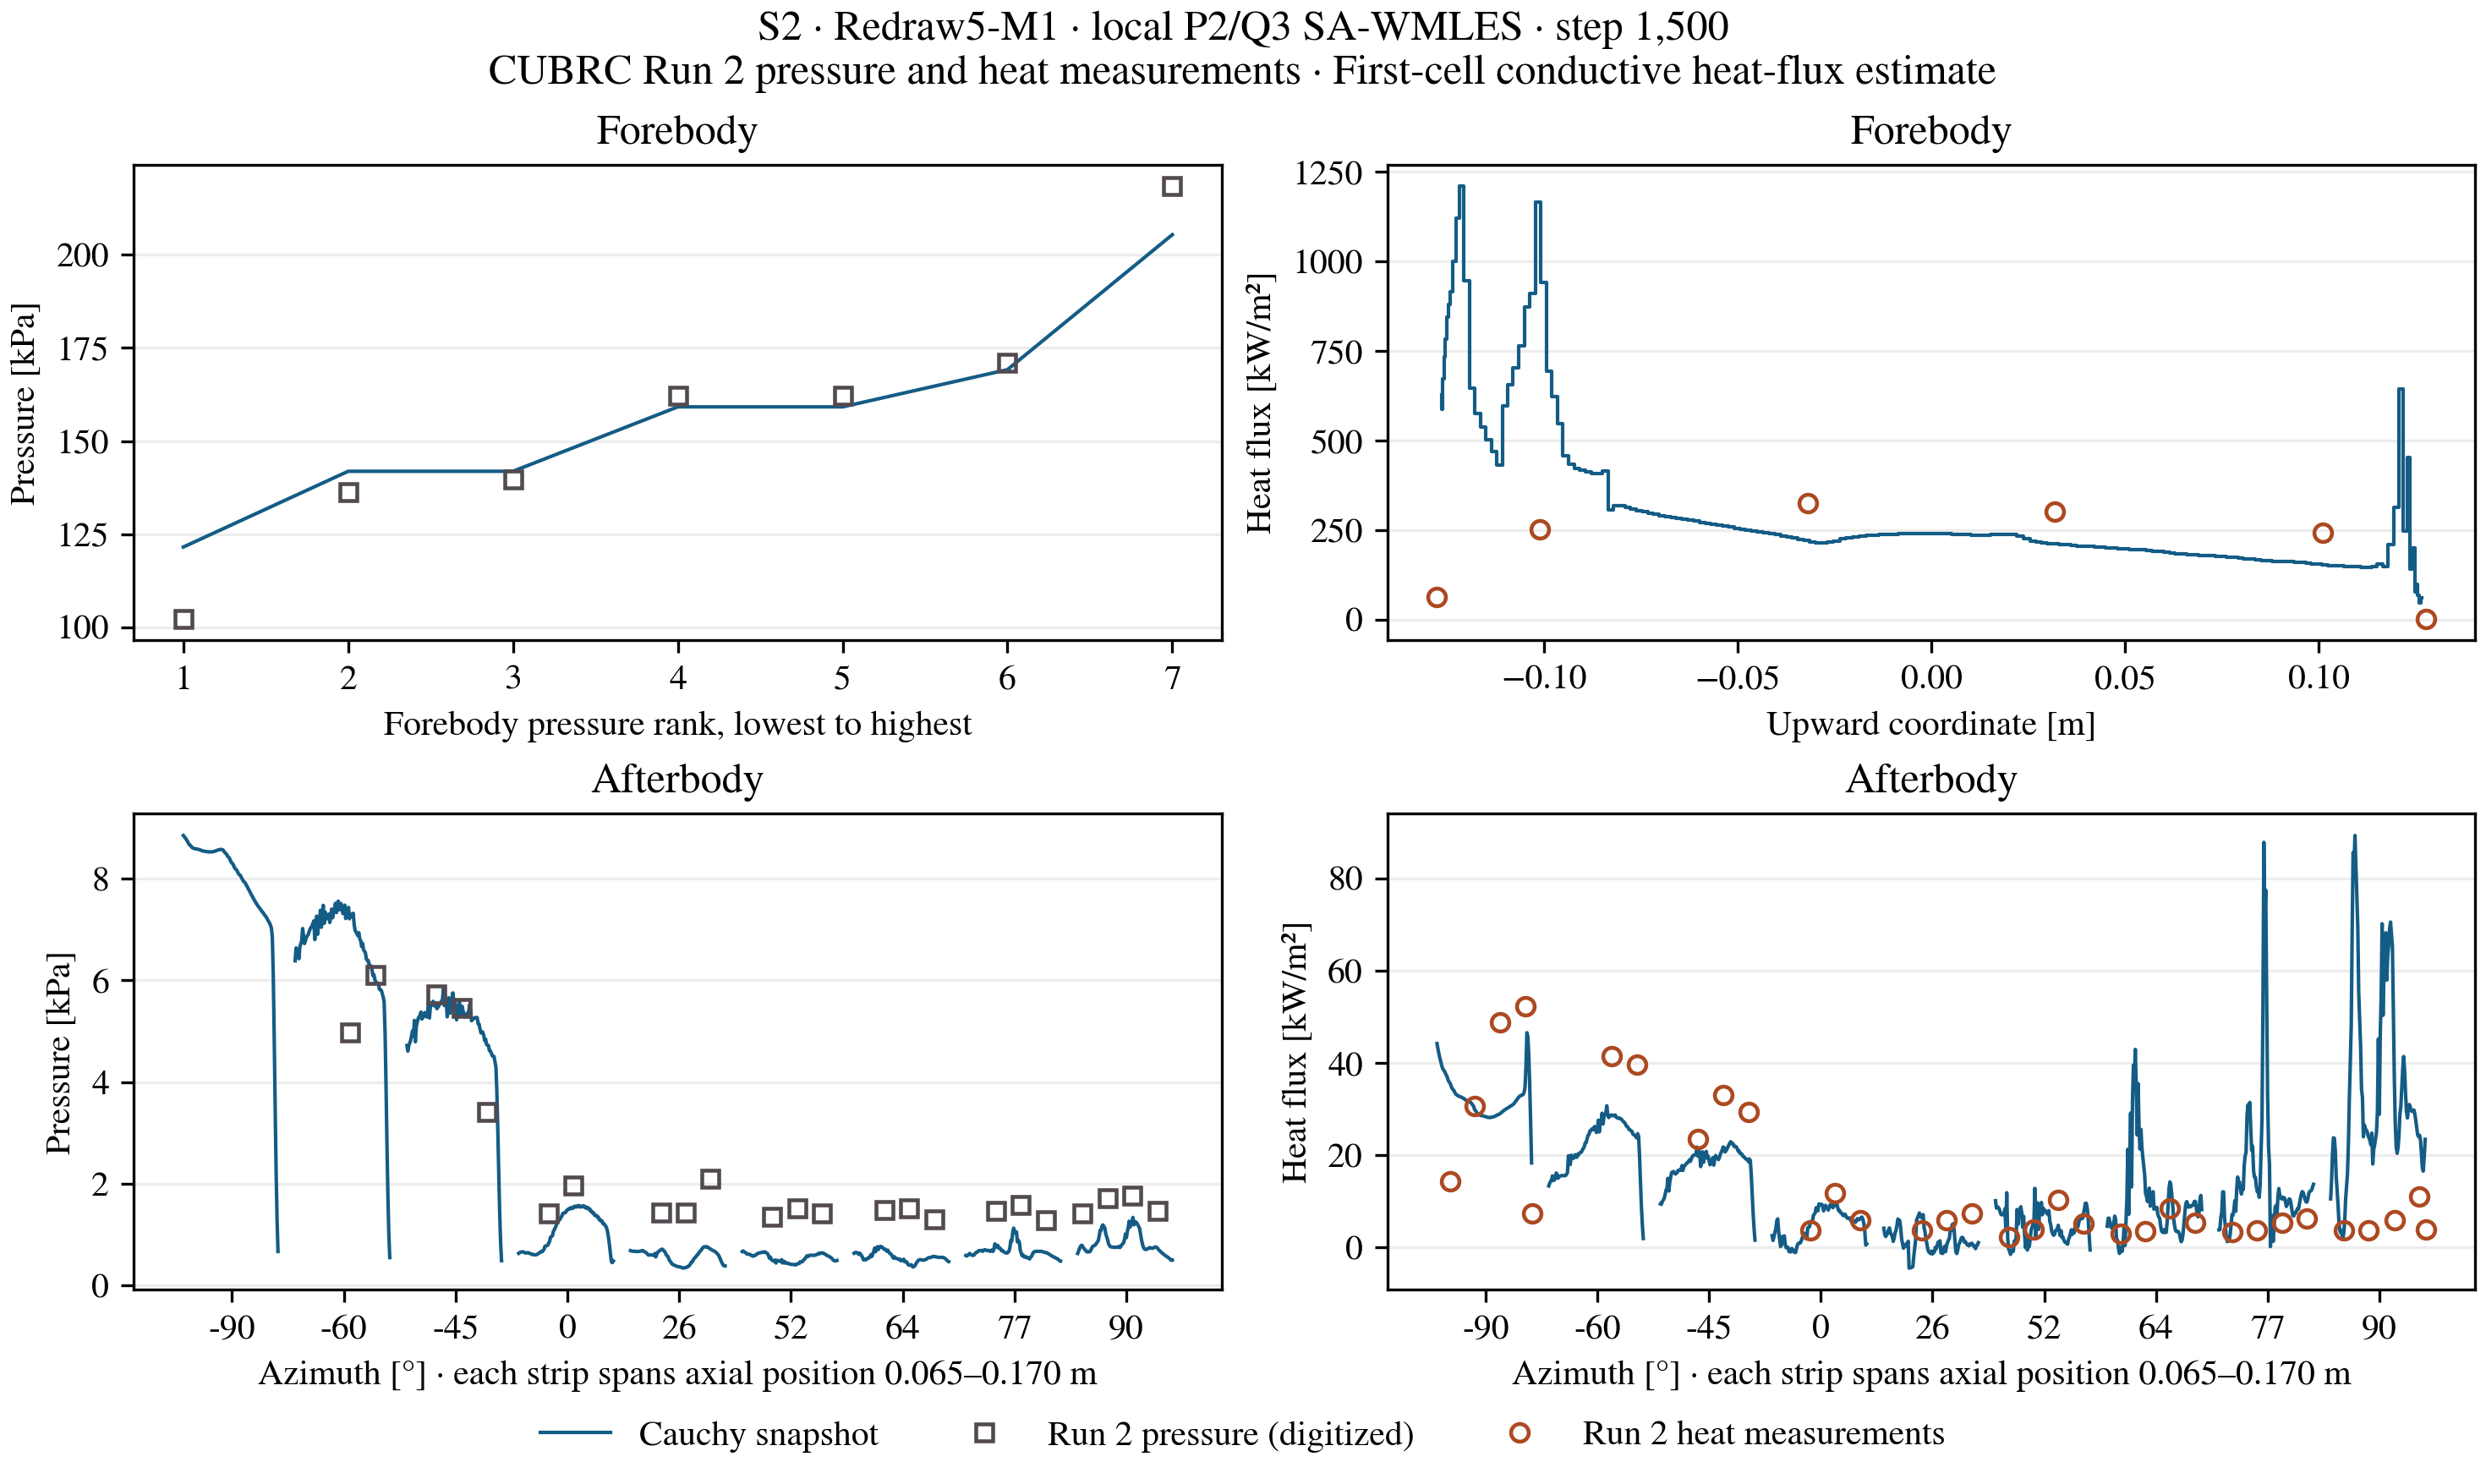 S2 · Redraw5-M1 · local P2/Q3 SA-WMLES · step 1,500
CUBRC Run 2 pressure and heat measurements · First-cell conductive heat-flux estimate
Forebody
Pressure [kPa]
200
175
150
125
100
1 2 3 4 5 6 7
Forebody pressure rank, lowest to highest
Forebody
Heat flux [kW/m²]
1250
1000
750
500
250
0
−0.10 −0.05 0.00 0.05 0.10
Upward coordinate [m]
Afterbody
Pressure [kPa]
8
6
4
2
0
-90 -60 -45 0 26 52 64 77 90
Azimuth [°] · each strip spans axial position 0.065–0.170 m
Afterbody
Heat flux [kW/m²]
80
60
40
20
0
-90 -60 -45 0 26 52 64 77 90
Azimuth [°] · each strip spans axial position 0.065–0.170 m
Cauchy snapshot Run 2 pressure (digitized) Run 2 heat measurements